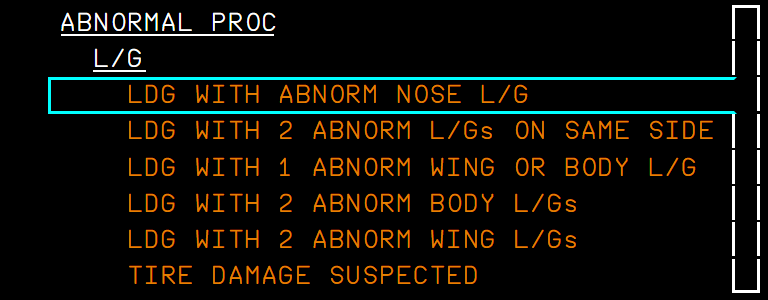 ABNORMAL PROC
L/G
LDG WITH ABNORM NOSE L/G
LDG WITH 2 ABNORM L/Gs ON SAME SIDE
LDG WITH 1 ABNORM WING OR BODY L/G
LDG WITH 2 ABNORM BODY L/Gs
LDG WITH 2 ABNORM WING L/Gs
TIRE DAMAGE SUSPECTED